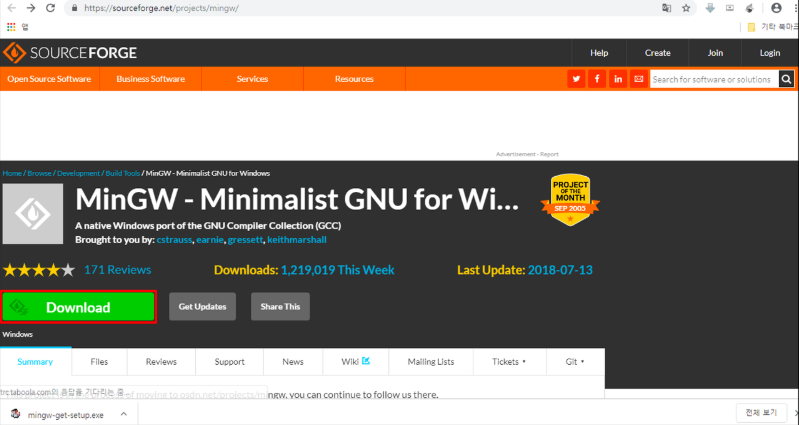 https://sourceforge.net/projects/mingw/
앱
기타 북마크
SOURCEFORGE
Help Create Join Login
Open Source Software Business Software Services Resources
Search for software or solutions
Advertisement - Report
Home / Browse / Development / Build Tools / MinGW - Minimalist GNU for Windows
MinGW - Minimalist GNU for Wi...
PROJECT OF THE MONTH
SEP 2005
A native Windows port of the GNU Compiler Collection (GCC)
Brought to you by: cstrauss, earnie, gressett, keithmarshall
171 Reviews Downloads: 1,219,019 This Week Last Update: 2018-07-13
Download Get Updates Share This
Windows
Summary Files Reviews Support News Wiki Mailing Lists Tickets Git
trc.taboola.com의 응답을 기다리는 중... of moving to osdn.net/projects/mingw, you can continue to follow us there.
mingw-get-setup.exe 전체 보기